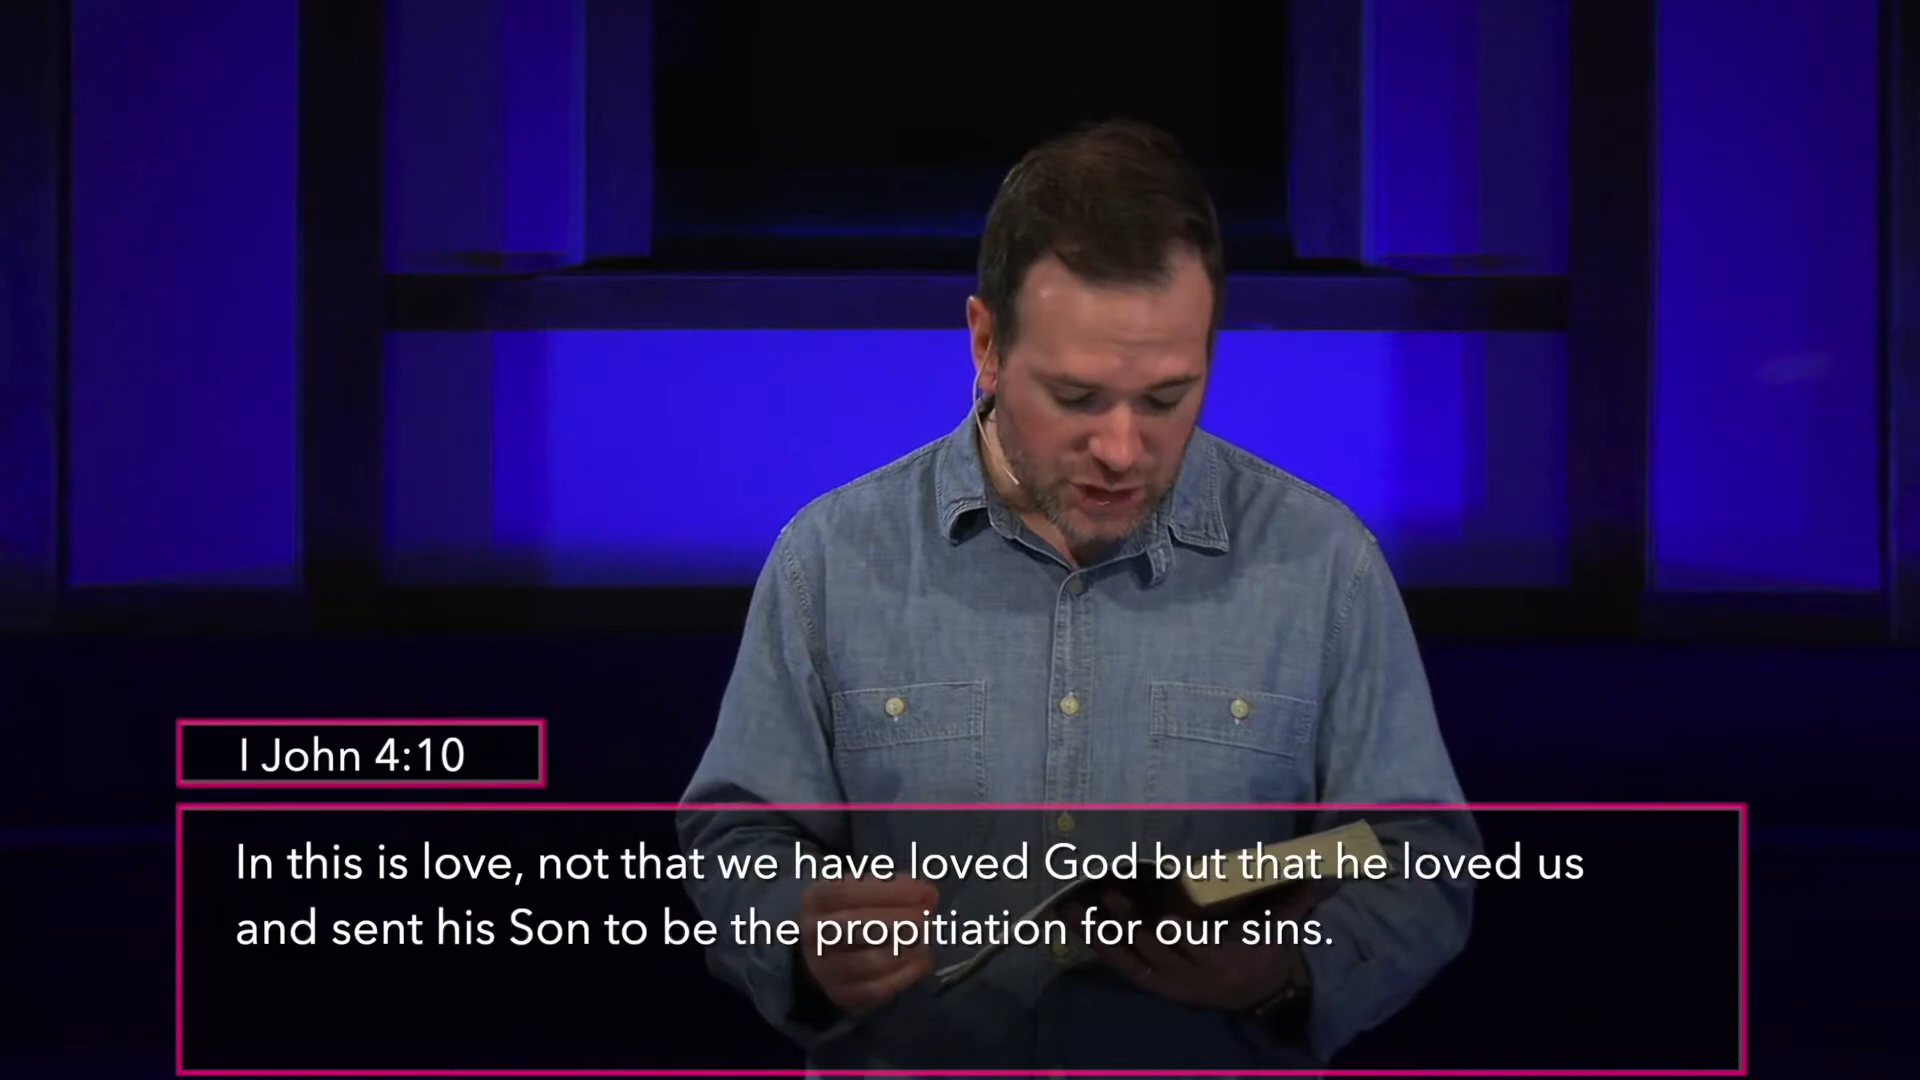 I John 4:10
In this is love, not that we have loved God but that he loved us
and sent his Son to be the propitiation for our sins.